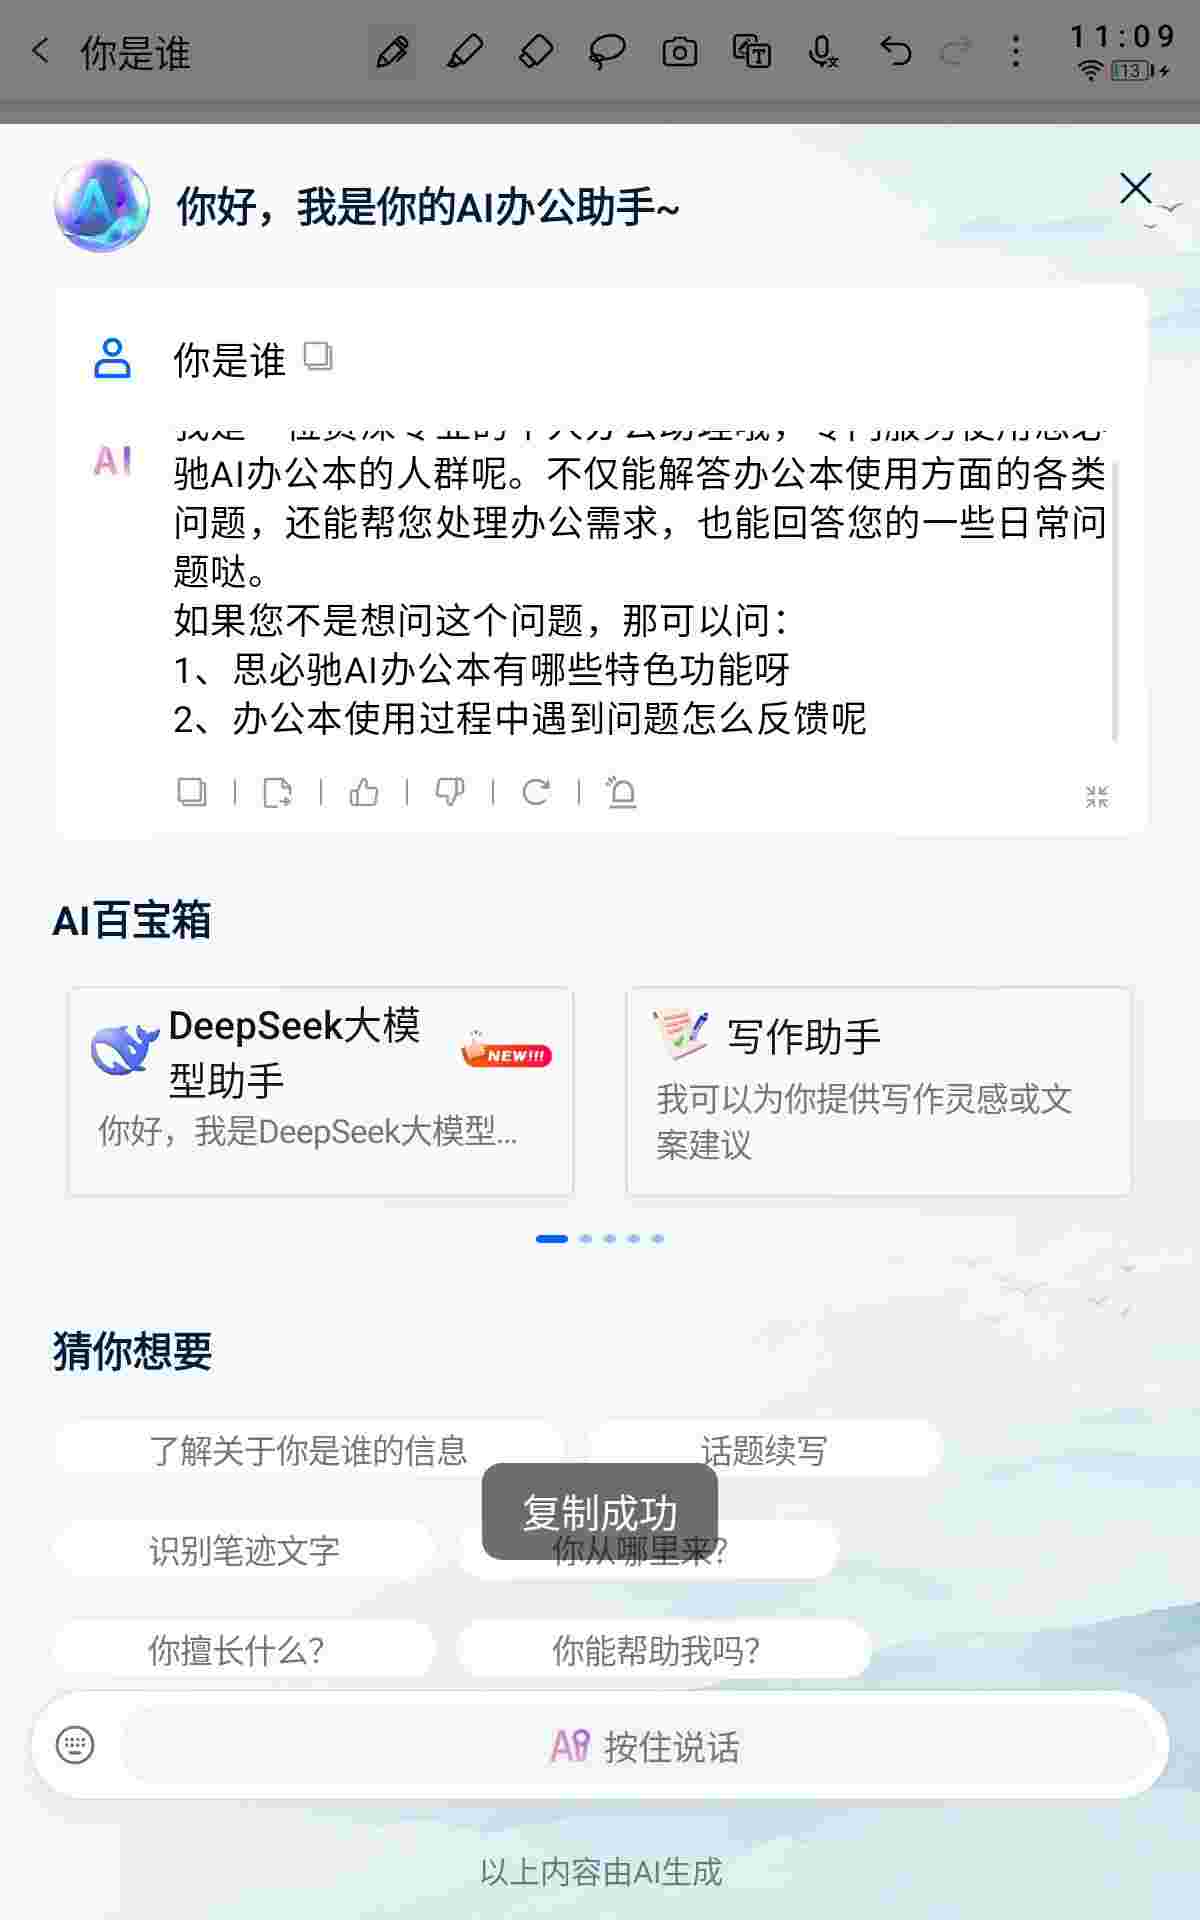 你是谁
11:09
13
你好，我是你的AI办公助手~
你是谁
AI
驰AI办公本的人群呢。不仅能解答办公本使用方面的各类
问题，还能帮您处理办公需求，也能回答您的一些日常问
题哒。
如果您不是想问这个问题，那可以问：
1、思必驰AI办公本有哪些特色功能呀
2、办公本使用过程中遇到问题怎么反馈呢
AI百宝箱
DeepSeek大模
型助手
NEW!!!
你好，我是DeepSeek大模型...
写作助手
我可以为你提供写作灵感或文
案建议
猜你想要
了解关于你是谁的信息
话题续写
复制成功
识别笔迹文字
你从哪里来？
你擅长什么？
你能帮助我吗？
AI 按住说话
以上内容由AI生成